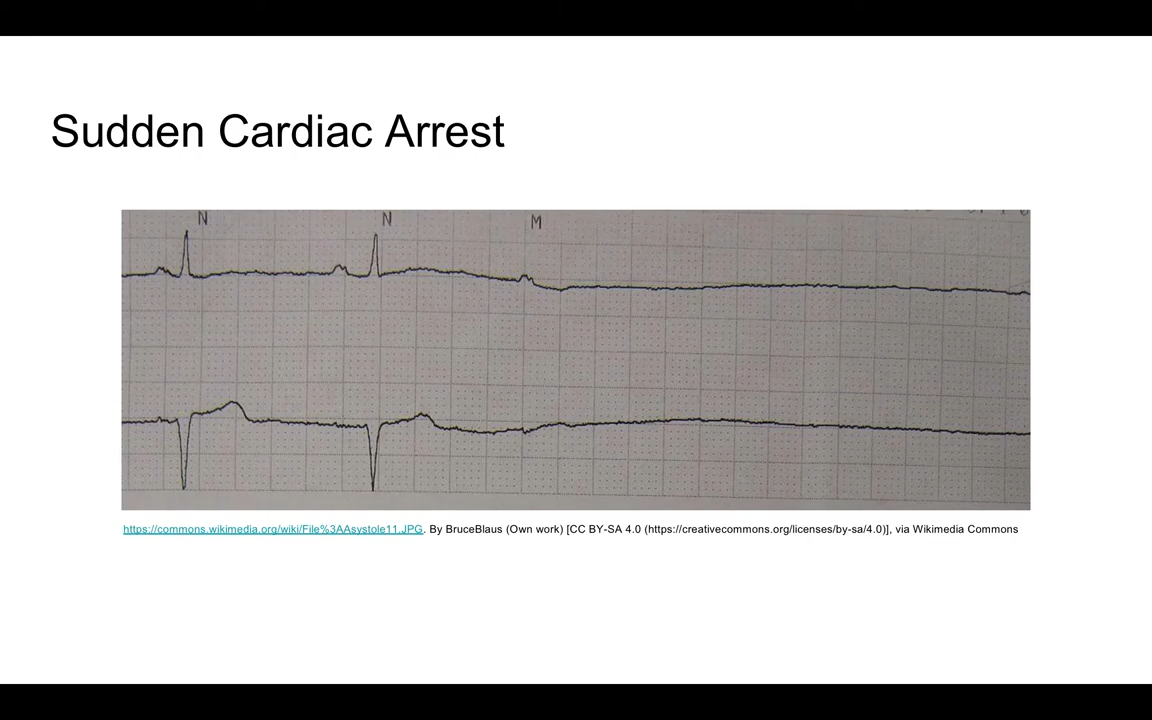 Sudden Cardiac Arrest
N N M
https://commons.wikimedia.org/wiki/File%3AAsystole11.JPG. By BruceBlaus (Own work) [CC BY-SA 4.0 (https://creativecommons.org/licenses/by-sa/4.0)], via Wikimedia Commons